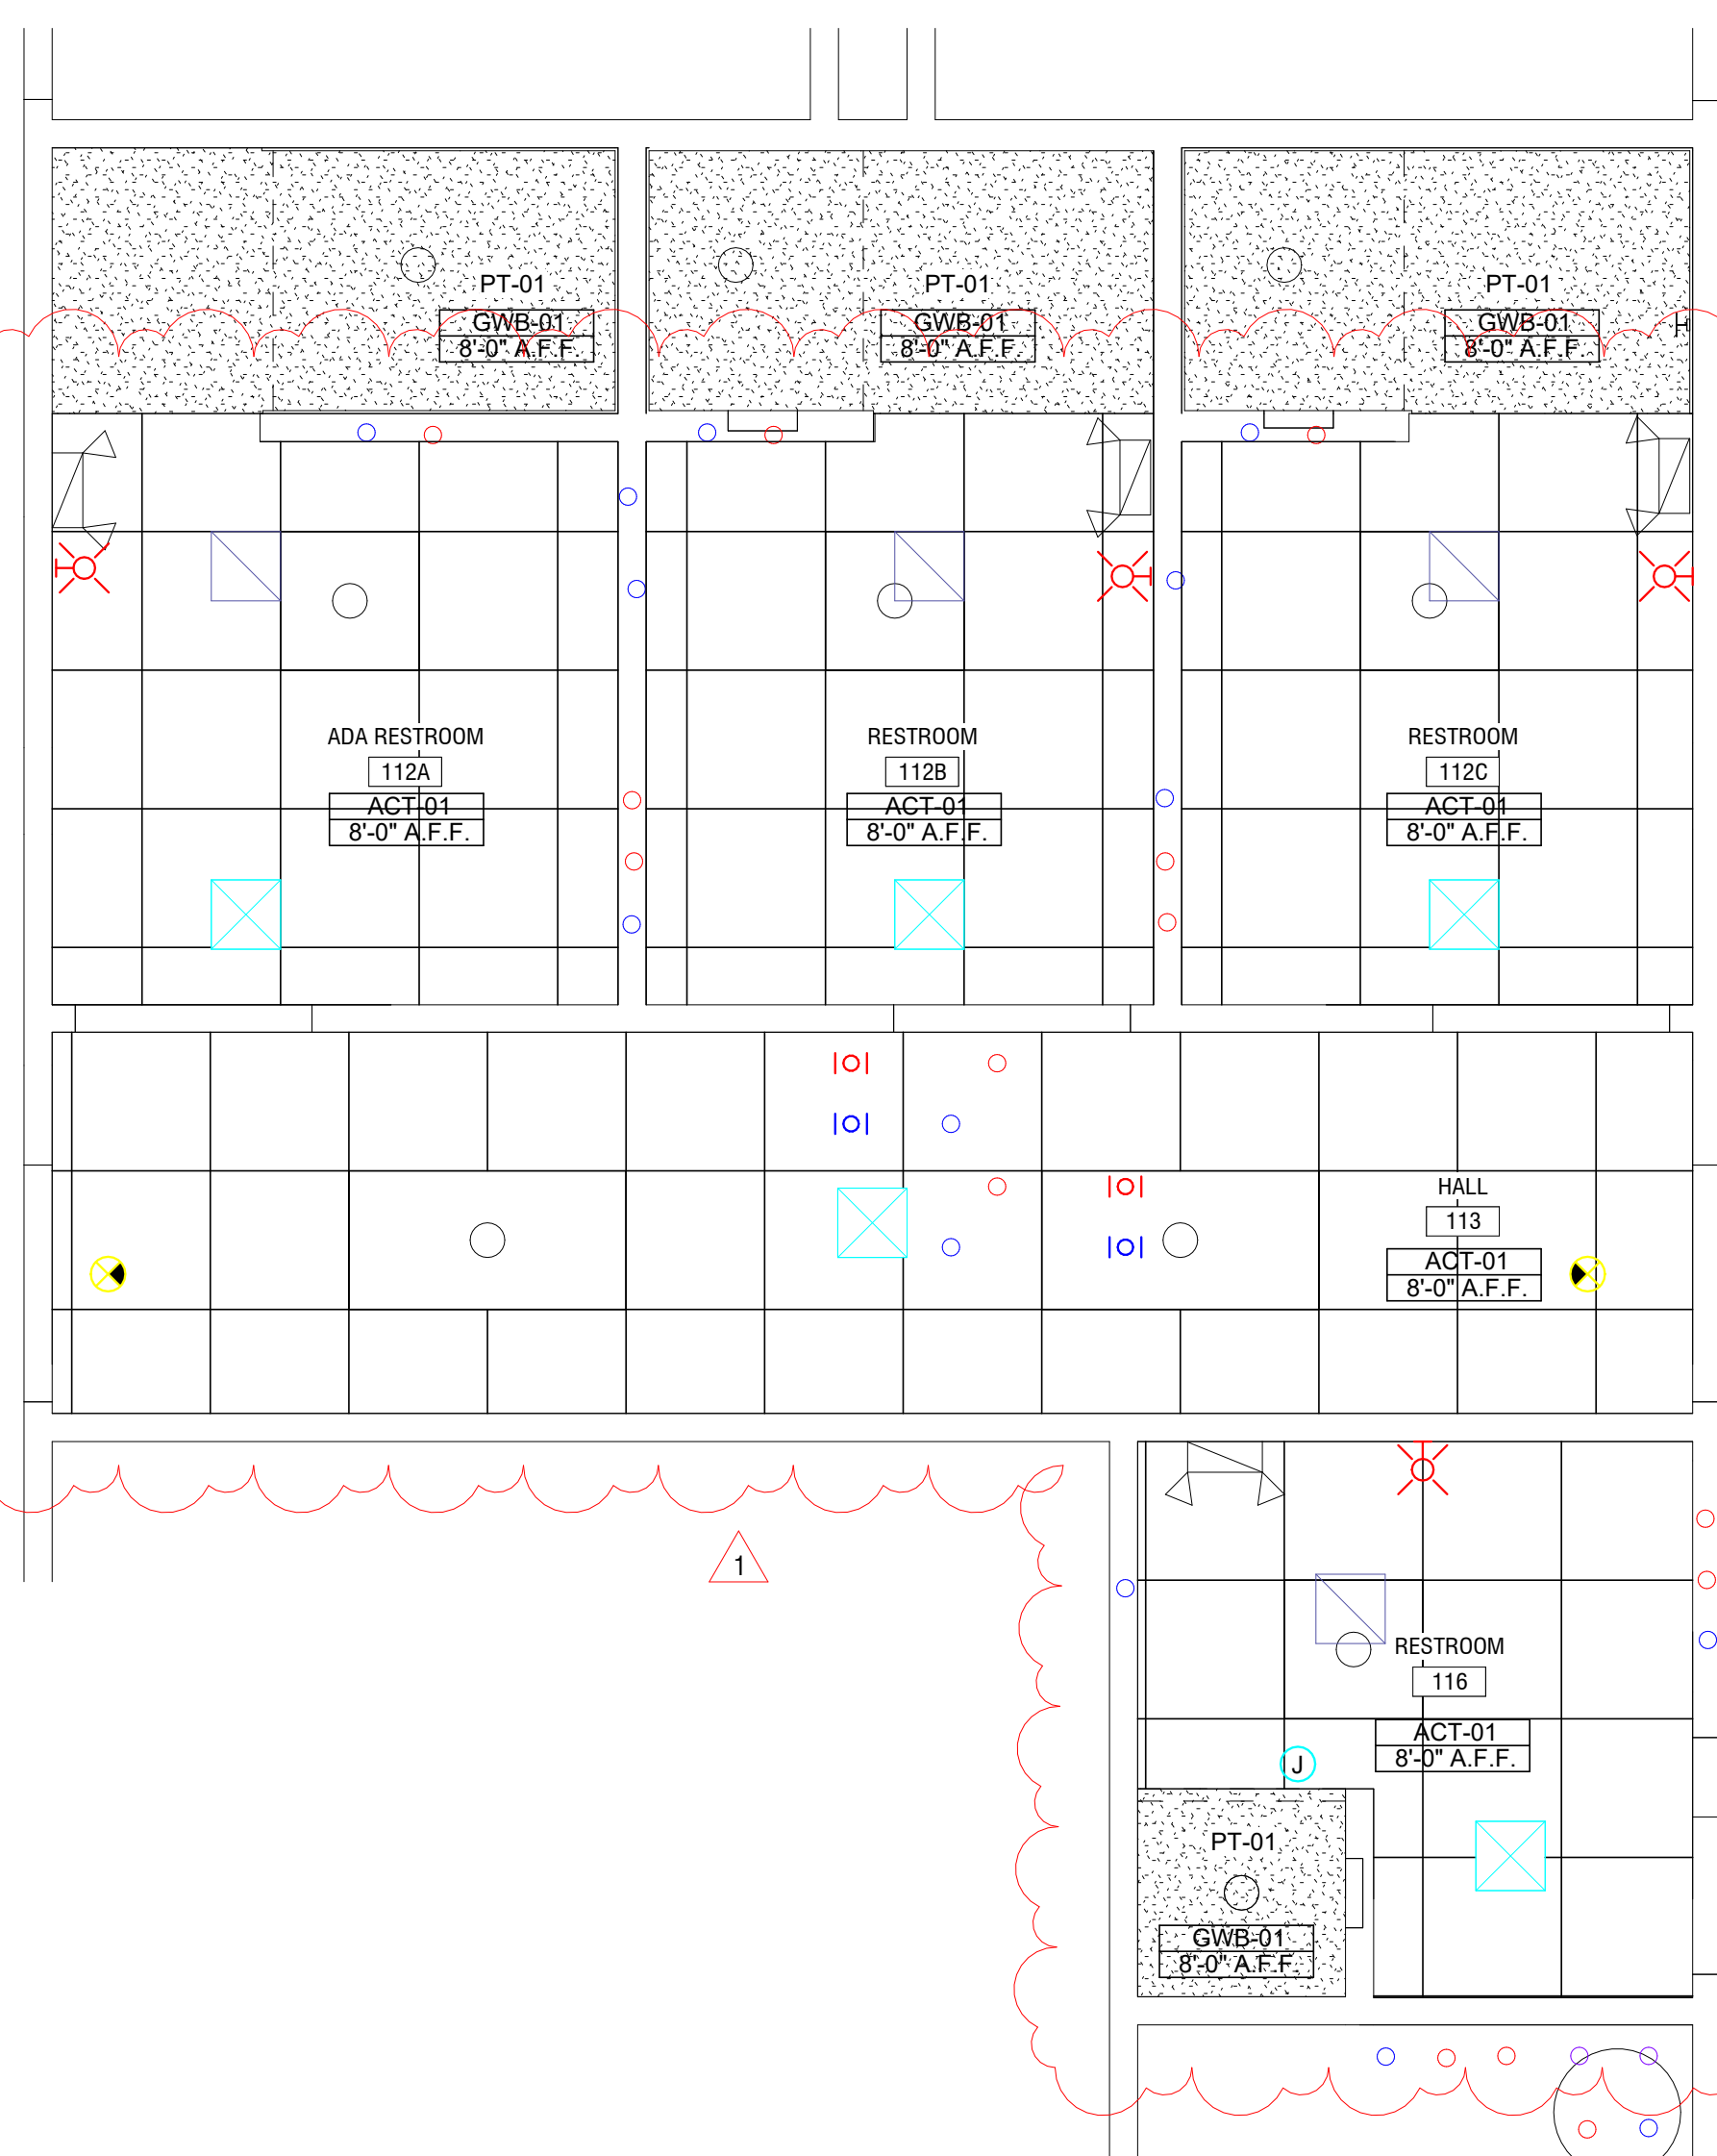 PT-01
GWB-01
8'-0" A.F.F.
PT-01
GWB-01
8'-0" A.F.F.
PT-01
GWB-01
8'-0" A.F.F.
H
ADA RESTROOM
112A
ACT-01
8'-0" A.F.F.
RESTROOM
112B
ACT-01
8'-0" A.F.F.
RESTROOM
112C
ACT-01
8'-0" A.F.F.
HALL
113
ACT-01
8'-0" A.F.F.
1
RESTROOM
116
ACT-01
8'-0" A.F.F.
J
PT-01
GWB-01
8'-0" A.F.F.